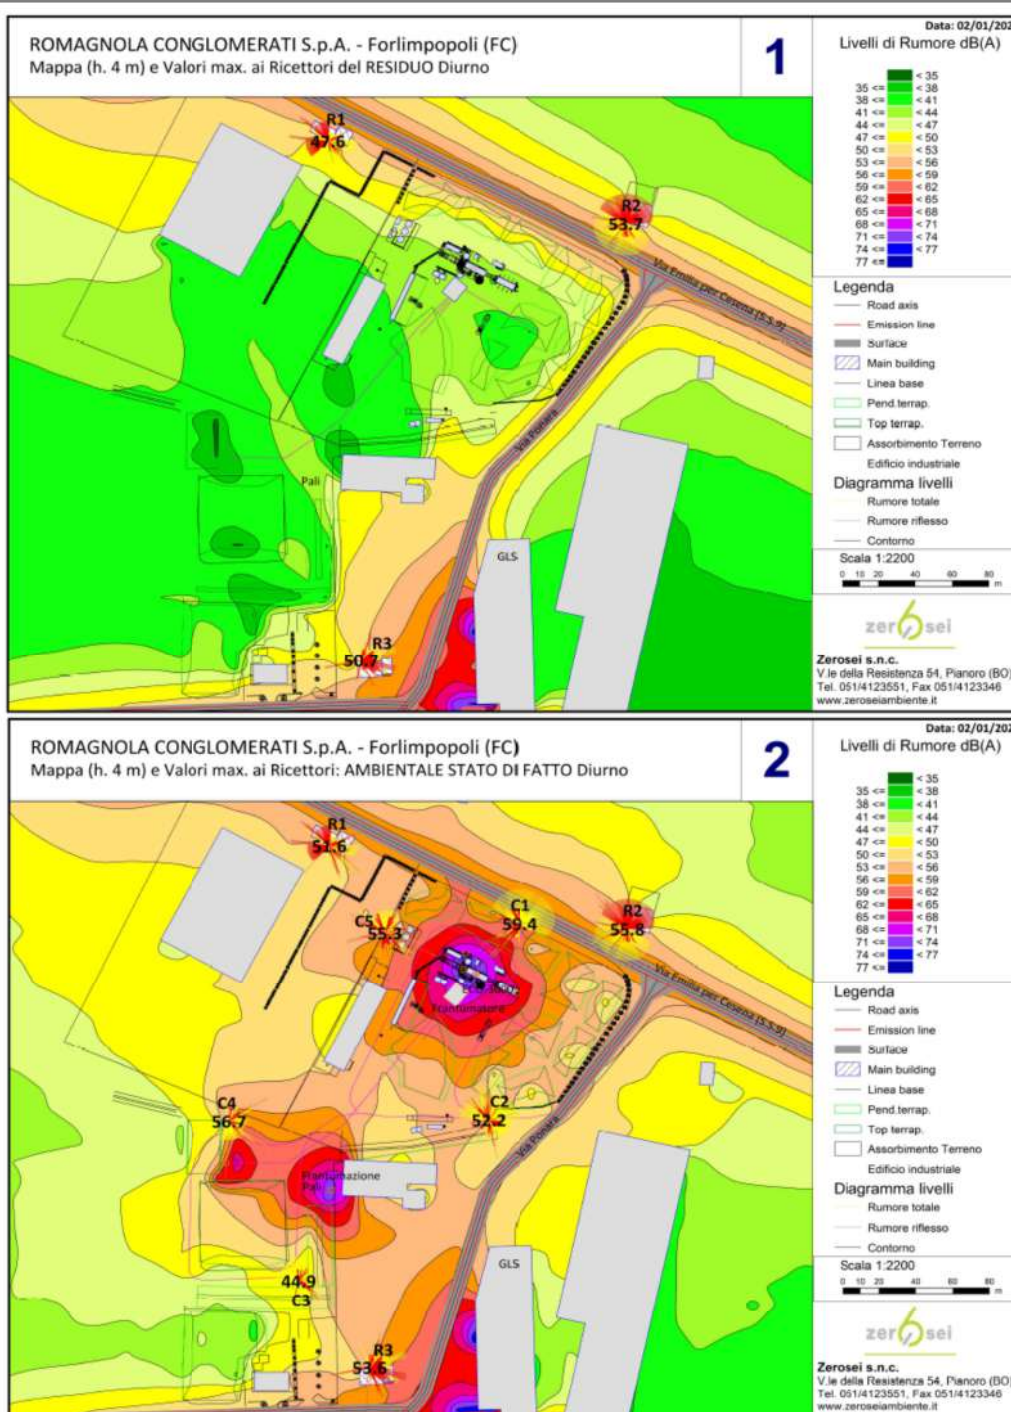 Data: 02/01/202
ROMAGNOLA CONGLOMERATI S.p.A. - Forlimpopoli (FC)
Mappa (h. 4 m) e Valori max. ai Ricettori del RESIDUO Diurno
1
Livelli di Rumore dB(A)
< 35
35 <= < 38
38 <= < 41
41 <= < 44
44 <= < 47
47 <= < 50
50 <= < 53
53 <= < 56
56 <= < 59
59 <= < 62
62 <= < 65
65 <= < 68
68 <= < 71
71 <= < 74
74 <= < 77
77 <=
Legenda
Road axis
Emission line
Surface
Main building
Linea base
Pend.terrap.
Top terrap.
Assorbimento Terreno
Edificio industriale
Diagramma livelli
Rumore totale
Rumore riflesso
Contorno
Scala 1:2200
0 10 20 40 60 80 m
zerosei
Zerosei s.n.c.
V.le della Resistenza 54, Pianoro (BO)
Tel. 051/4123551, Fax 051/4123346
www.zeroseiambiente.it
R1
47.6
R2
53.7
Via Emilia per Cesena [S.S.9]
Pali
GLS
R3
50.7
Data: 02/01/202
ROMAGNOLA CONGLOMERATI S.p.A. - Forlimpopoli (FC)
Mappa (h. 4 m) e Valori max. ai Ricettori: AMBIENTALE STATO DI FATTO Diurno
2
Livelli di Rumore dB(A)
< 35
35 <= < 38
38 <= < 41
41 <= < 44
44 <= < 47
47 <= < 50
50 <= < 53
53 <= < 56
56 <= < 59
59 <= < 62
62 <= < 65
65 <= < 68
68 <= < 71
71 <= < 74
74 <= < 77
77 <=
Legenda
Road axis
Emission line
Surface
Main building
Linea base
Pend.terrap.
Top terrap.
Assorbimento Terreno
Edificio industriale
Diagramma livelli
Rumore totale
Rumore riflesso
Contorno
Scala 1:2200
0 10 20 40 60 80 m
zerosei
Zerosei s.n.c.
V.le della Resistenza 54, Pianoro (BO)
Tel. 051/4123551, Fax 051/4123346
www.zeroseiambiente.it
R1
51.6
C5
55.3
C1
59.4
R2
55.8
Via Emilia per Cesena [S.S.9]
Frantumatore
C4
56.7
C2
52.2
Frantumazione
Pali
44.9
C3
GLS
R3
53.6